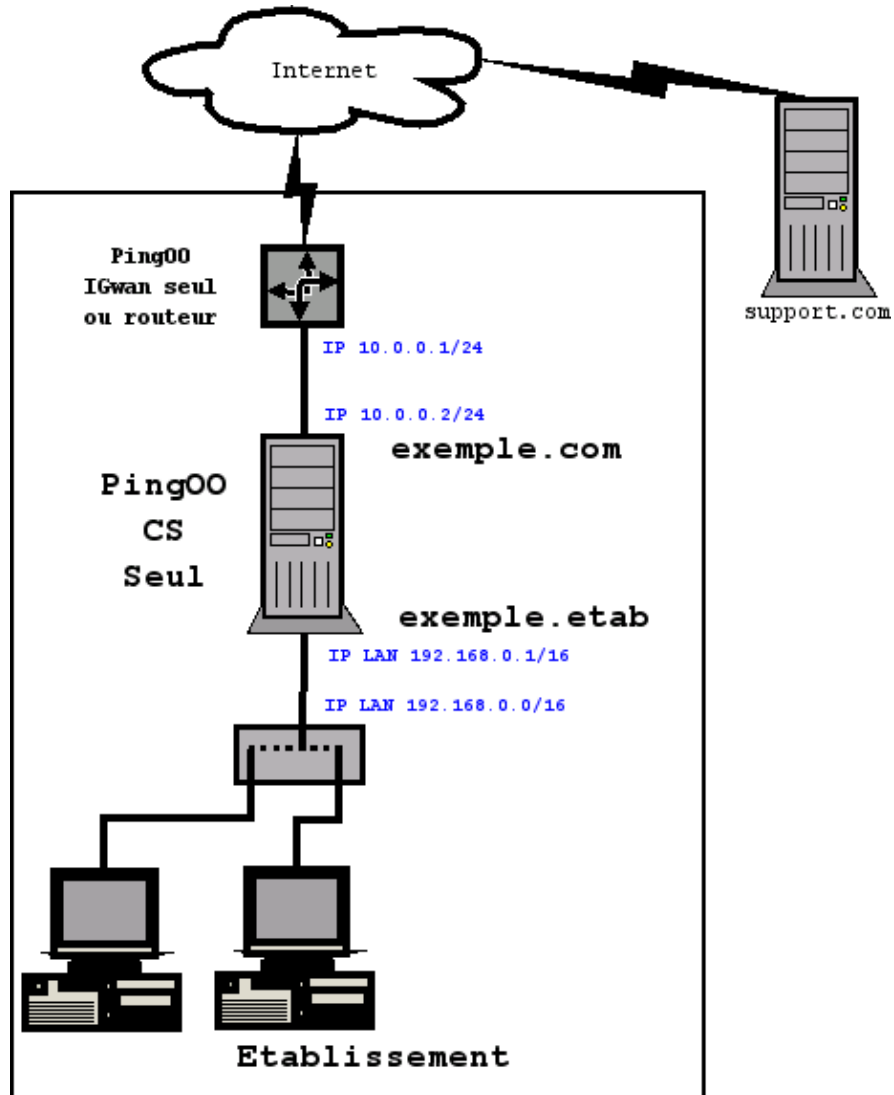 Internet
support.com
PingOO
IGwan seul
ou routeur
IP 10.0.0.1/24
IP 10.0.0.2/24
exemple.com
PingOO
CS
Seul
exemple.etab
IP LAN 192.168.0.1/16
IP LAN 192.168.0.0/16
Etablissement